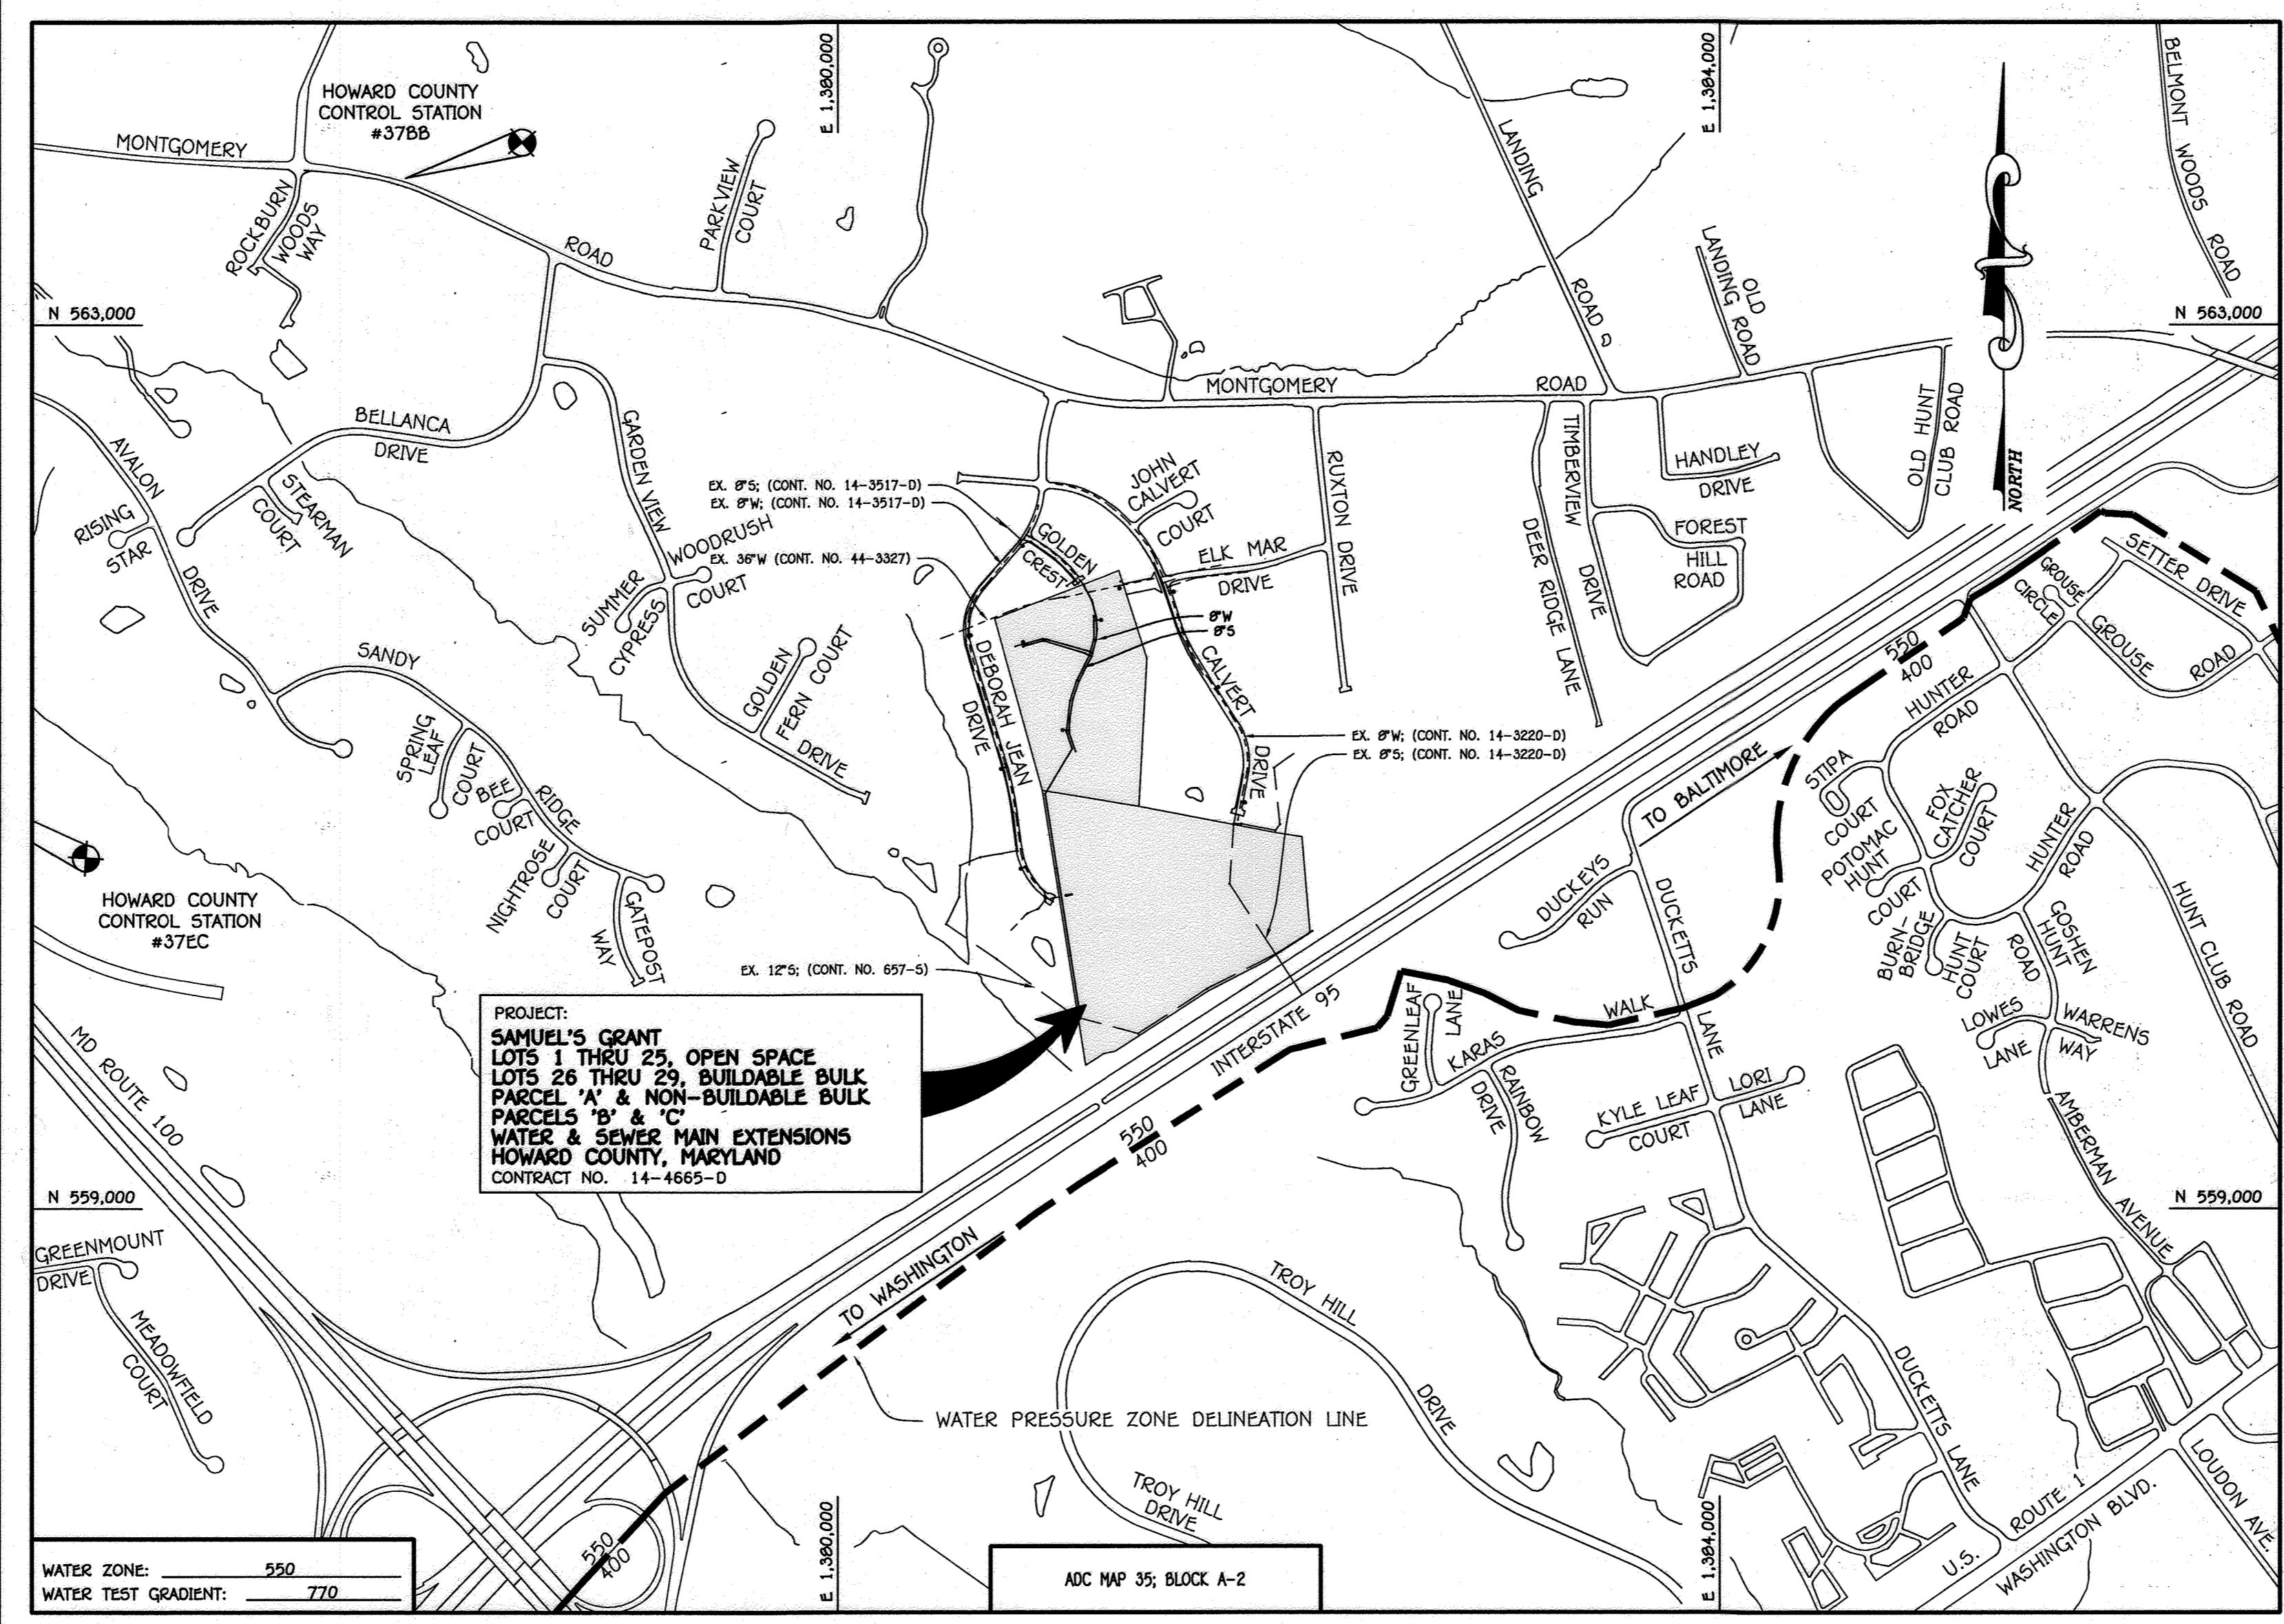 HOWARD COUNTY
CONTROL STATION
#37BB
E 1,380,000
E 1,384,000
BELMONT WOODS ROAD
MONTGOMERY
ROAD
ROCKBURN
WOODS
WAY
PARKVIEW
COURT
LANDING
ROAD
OLD
LANDING ROAD
N 563,000
N 563,000
MONTGOMERY
ROAD
BELLANCA
DRIVE
GARDEN VIEW
AVALON
DRIVE
RISING
STAR
STEARMAN
COURT
WOODRUSH
COURT
SUMMER
CYPRESS
EX. 8"S; (CONT. NO. 14-3517-D)
EX. 8"W; (CONT. NO. 14-3517-D)
EX. 36"W (CONT. NO. 44-3327)
GOLDEN
CREST
JOHN
CALVERT
COURT
ELK MAR
DRIVE
RUXTON DRIVE
DEER RIDGE LANE
TIMBERVIEW
DRIVE
HANDLEY
DRIVE
FOREST
HILL
ROAD
OLD HUNT
CLUB ROAD
NORTH
8"W
8"S
DEBORAH JEAN
DRIVE
CALVERT
DRIVE
GOLDEN
FERN COURT
DRIVE
SANDY
RIDGE
SPRING
LEAF
COURT
BEE
COURT
NIGHTROSE
COURT
GATEPOST
WAY
EX. 8"W; (CONT. NO. 14-3220-D)
EX. 8"S; (CONT. NO. 14-3220-D)
EX. 12"S; (CONT. NO. 657-S)
SETTER DRIVE
GROUSE
CIRCLE
GROUSE
ROAD
550
400
HUNTER
ROAD
TO BALTIMORE
STIPA
COURT
FOX
CATCHER
COURT
POTOMAC
HUNT
COURT
HUNTER
ROAD
BURN-
BRIDGE
HUNT
COURT
GOSHEN
HUNT
ROAD
HUNT CLUB ROAD
LOWES
LANE
WARRENS
WAY
DUCKEYS
RUN
DUCKETTS
LANE
WALK
KARAS
GREENLEAF
LANE
RAINBOW
DRIVE
KYLE LEAF
COURT
LORI
LANE
AMBERMAN AVENUE
HOWARD COUNTY
CONTROL STATION
#37EC
MD ROUTE 100
PROJECT:
SAMUEL'S GRANT
LOTS 1 THRU 25, OPEN SPACE
LOTS 26 THRU 29, BUILDABLE BULK
PARCEL 'A' & NON-BUILDABLE BULK
PARCELS 'B' & 'C'
WATER & SEWER MAIN EXTENSIONS
HOWARD COUNTY, MARYLAND
CONTRACT NO. 14-4665-D
INTERSTATE 95
550
400
N 559,000
N 559,000
GREENMOUNT
DRIVE
MEADOWFIELD
COURT
TO WASHINGTON
TROY HILL
DRIVE
WATER PRESSURE ZONE DELINEATION LINE
TROY HILL
DRIVE
DUCKETTS LANE
U.S. ROUTE 1
WASHINGTON BLVD.
LOUDON AVE.
550
400
E 1,380,000
E 1,384,000
WATER ZONE: 550
WATER TEST GRADIENT: 770
ADC MAP 35; BLOCK A-2